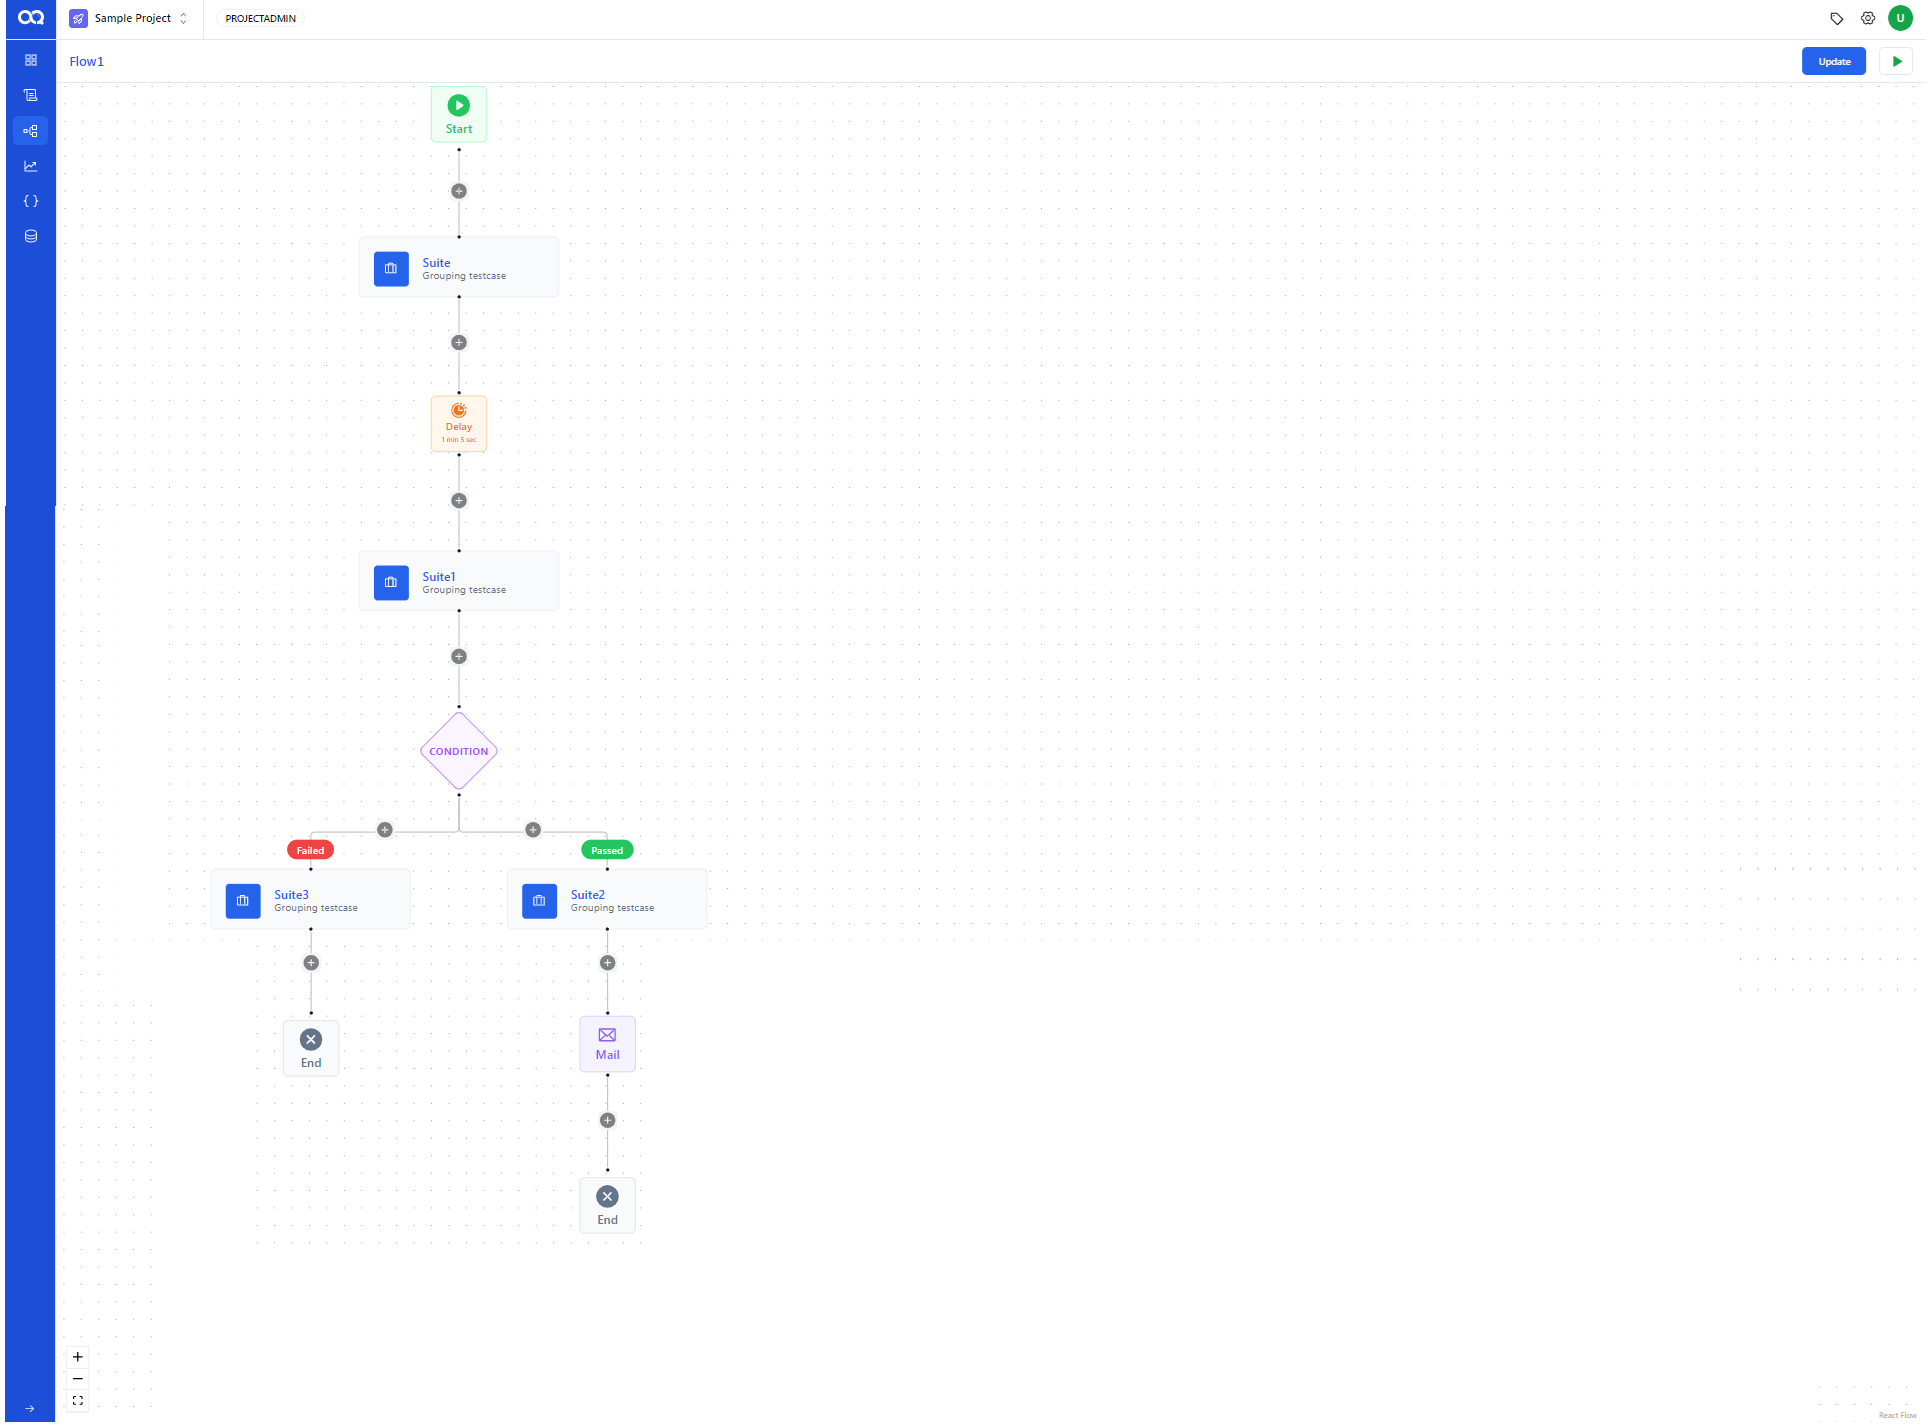 Sample Project
PROJECTADMIN
U
Flow1
Update
Start
Suite
Grouping testcase
Delay
1 min 5 sec
Suite1
Grouping testcase
CONDITION
Failed
Passed
Suite3
Grouping testcase
Suite2
Grouping testcase
End
Mail
End
React Flow